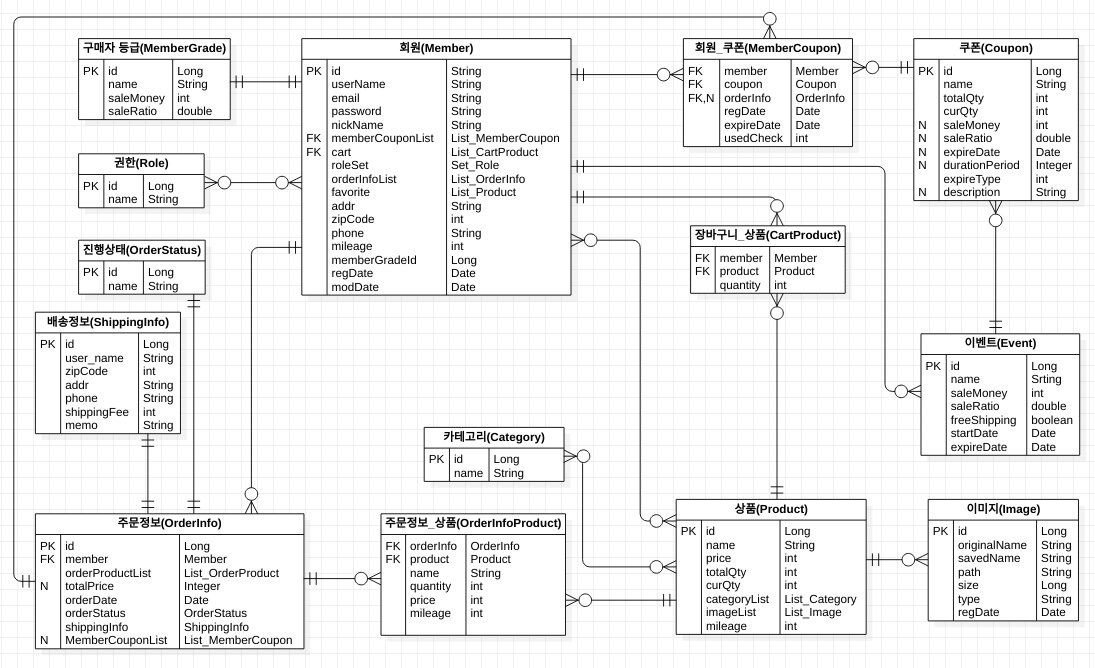 구매자 등급(MemberGrade)
PK id Long
name String
saleMoney int
saleRatio double
회원(Member)
PK id String
userName String
email String
password String
nickName String
FK memberCouponList List_MemberCoupon
FK cart List_CartProduct
roleSet Set_Role
orderInfoList List_OrderInfo
favorite List_Product
addr String
zipCode int
phone String
mileage int
memberGradeId Long
regDate Date
modDate Date
회원_쿠폰(MemberCoupon)
FK member Member
FK coupon Coupon
FK,N orderInfo OrderInfo
regDate Date
expireDate Date
usedCheck int
쿠폰(Coupon)
PK id Long
name String
totalQty int
curQty int
N saleMoney int
N saleRatio double
N expireDate Date
N durationPeriod Integer
expireType int
N description String
권한(Role)
PK id Long
name String
진행상태(OrderStatus)
PK id Long
name String
장바구니_상품(CartProduct)
FK member Member
FK product Product
quantity int
배송정보(ShippingInfo)
PK id Long
user_name String
zipCode int
addr String
phone String
shippingFee int
memo String
이벤트(Event)
PK id Long
name Srting
saleMoney int
saleRatio double
freeShipping boolean
startDate Date
expireDate Date
카테고리(Category)
PK id Long
name String
주문정보(OrderInfo)
PK id Long
FK member Member
orderProductList List_OrderProduct
N totalPrice Integer
orderDate Date
orderStatus OrderStatus
shippingInfo ShippingInfo
N MemberCouponList List_MemberCoupon
주문정보_상품(OrderInfoProduct)
FK orderInfo OrderInfo
FK product Product
name String
quantity int
price int
mileage int
상품(Product)
PK id Long
name String
price int
totalQty int
curQty int
categoryList List_Category
imageList List_Image
mileage int
이미지(Image)
PK id Long
originalName String
savedName String
path String
size Long
type String
regDate Date